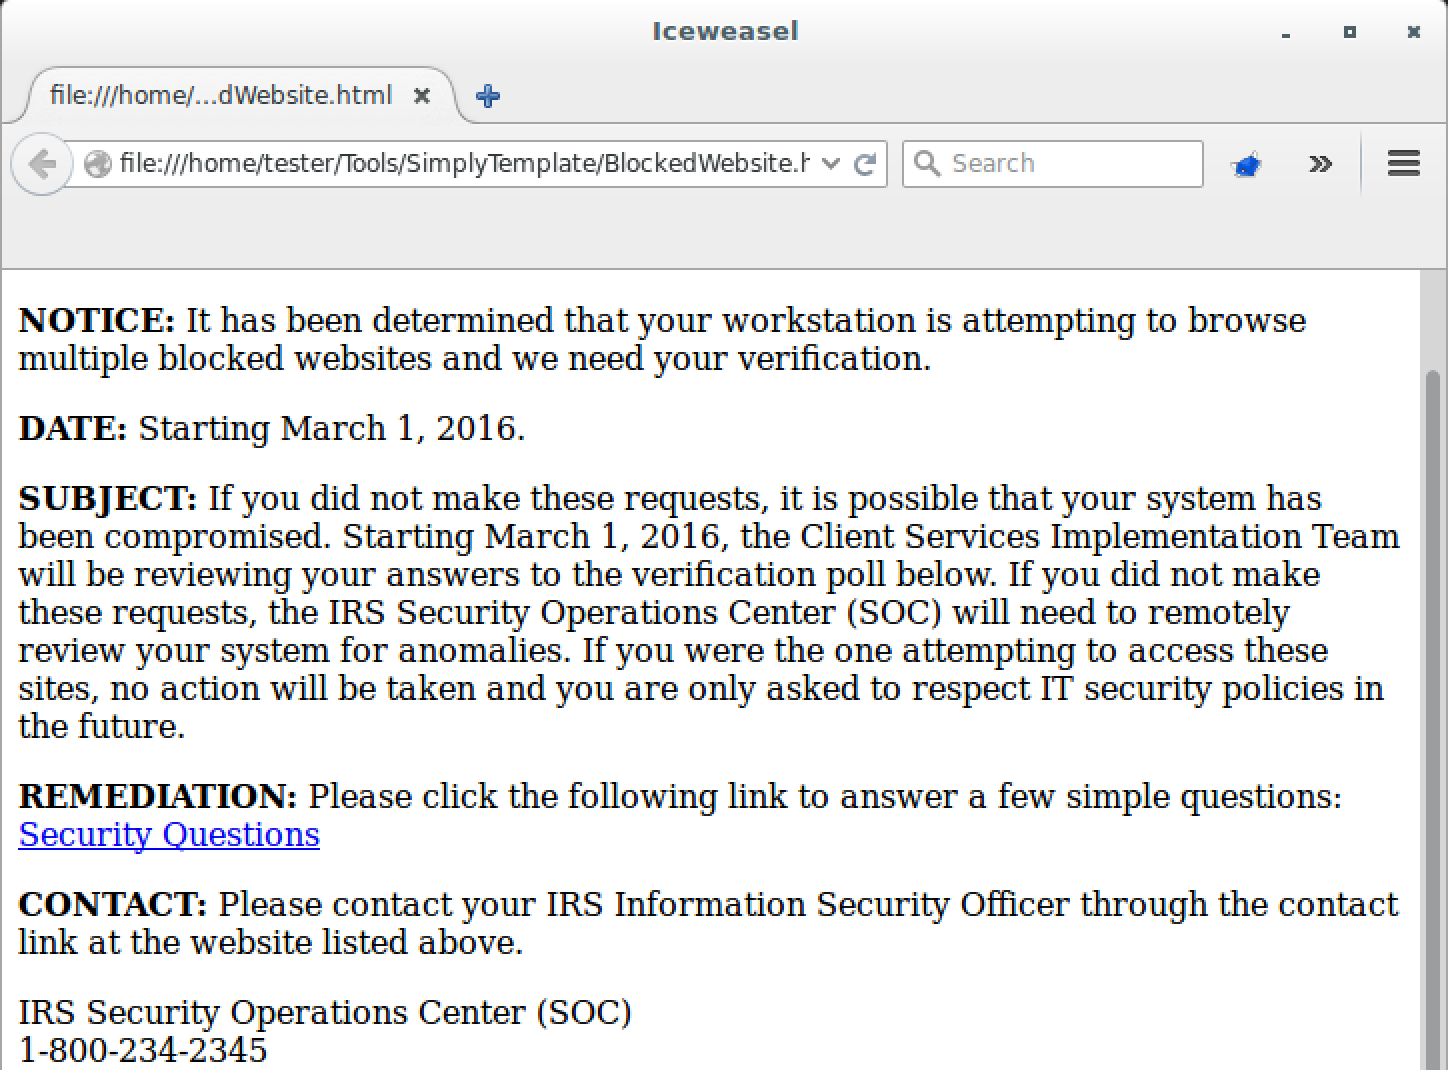 Iceweasel
file:///home/...dWebsite.html
file:///home/tester/Tools/SimplyTemplate/BlockedWebsite.h
Search
NOTICE: It has been determined that your workstation is attempting to browse
multiple blocked websites and we need your verification.
DATE: Starting March 1, 2016.
SUBJECT: If you did not make these requests, it is possible that your system has
been compromised. Starting March 1, 2016, the Client Services Implementation Team
will be reviewing your answers to the verification poll below. If you did not make
these requests, the IRS Security Operations Center (SOC) will need to remotely
review your system for anomalies. If you were the one attempting to access these
sites, no action will be taken and you are only asked to respect IT security policies in
the future.
REMEDIATION: Please click the following link to answer a few simple questions:
Security Questions
CONTACT: Please contact your IRS Information Security Officer through the contact
link at the website listed above.
IRS Security Operations Center (SOC)
1-800-234-2345